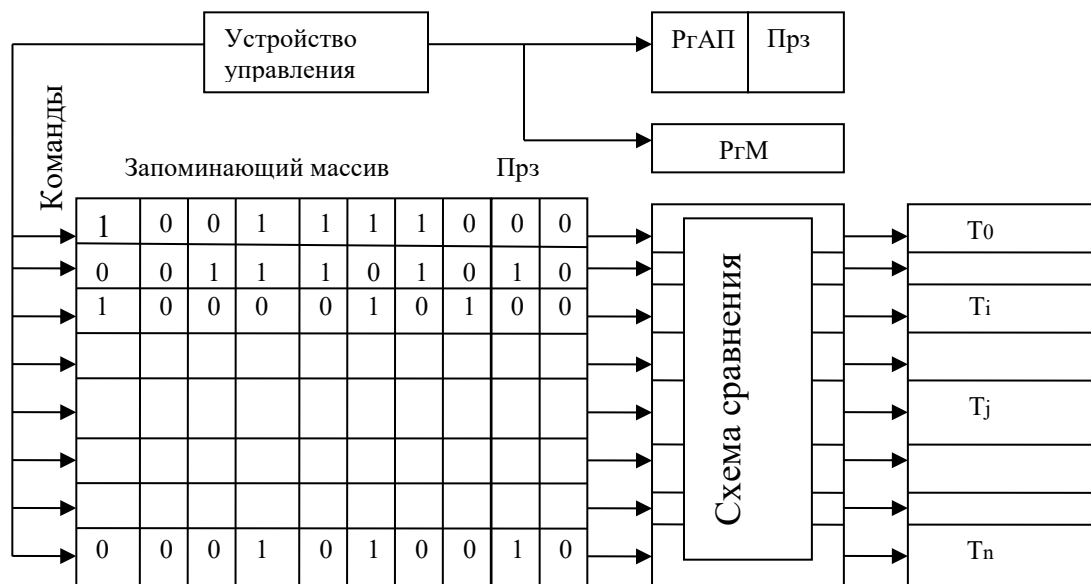 Устройство
управления
РгАП Прз
РгМ
Команды
Запоминающий массив Прз
1 0 0 1 1 1 1 0 0 0
0 0 1 1 1 0 1 0 1 0
1 0 0 0 0 1 0 1 0 0
0 0 0 1 0 1 0 0 1 0
Схема сравнения
T0
Ti
Tj
Tn